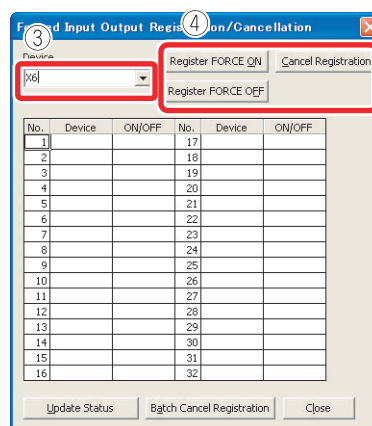 Forced Input Output Registration/Cancellation
③ ④
Device
X6
Register FORCE ON Cancel Registration
Register FORCE OFF
No. Device ON/OFF No. Device ON/OFF
1 17
2 18
3 19
4 20
5 21
6 22
7 23
8 24
9 25
10 26
11 27
12 28
13 29
14 30
15 31
16 32
Update Status Batch Cancel Registration Close